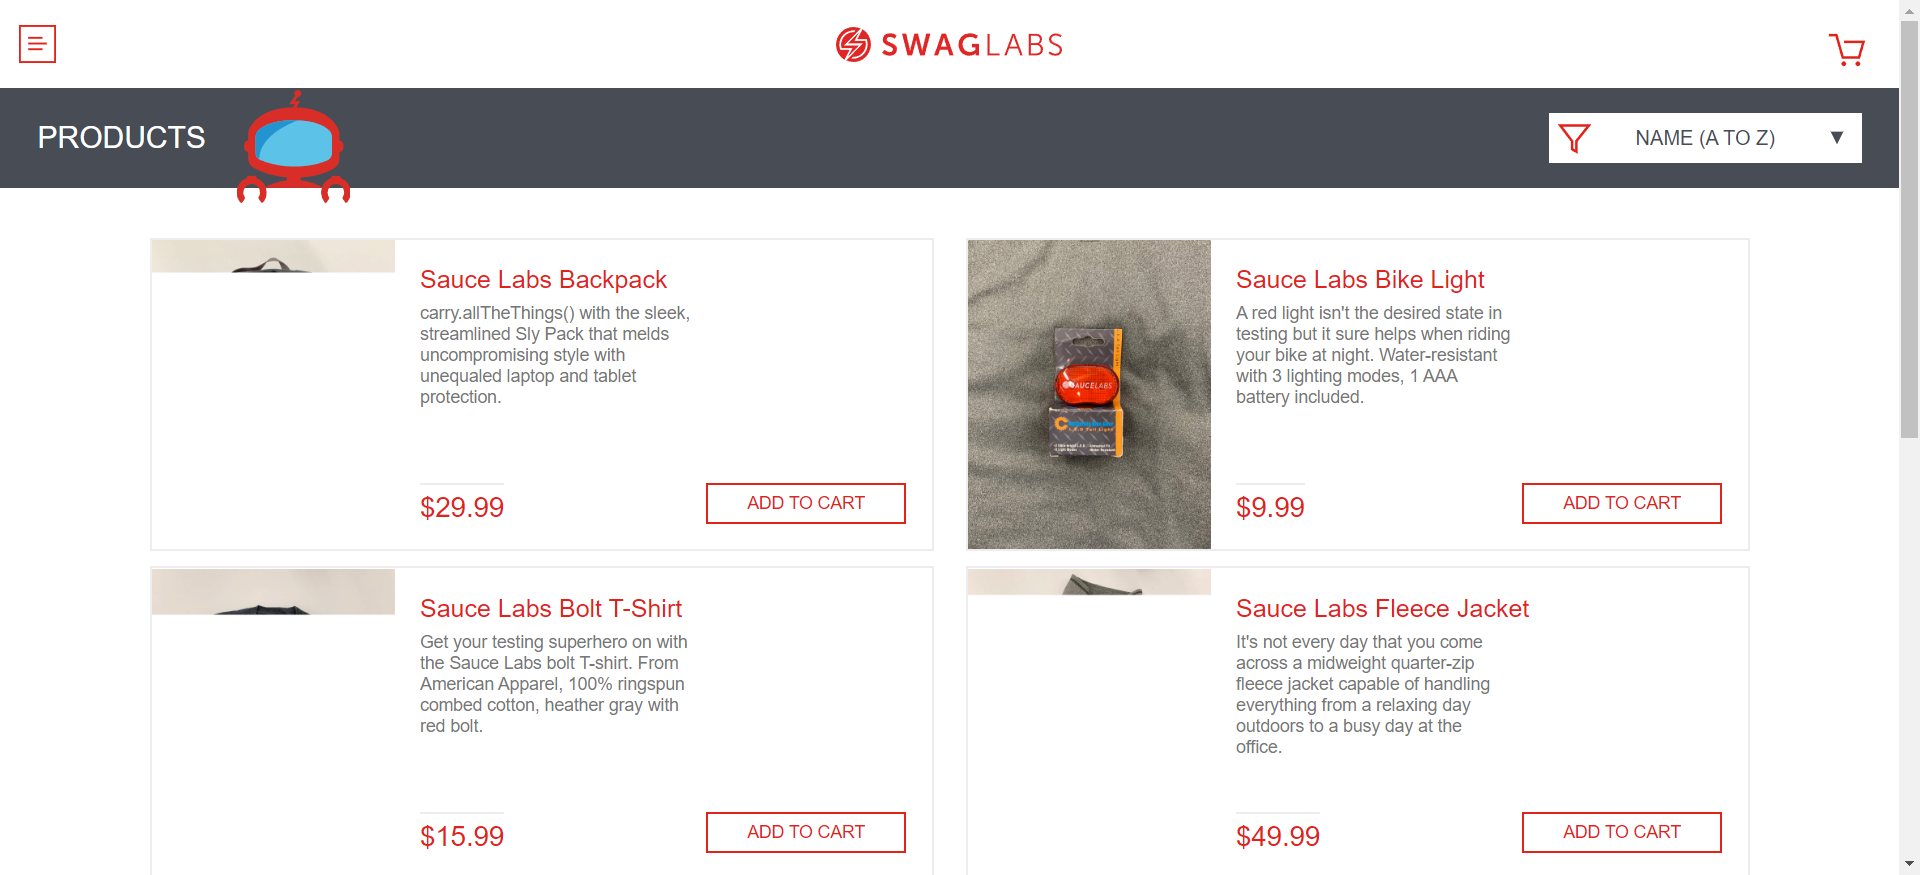 SWAGLABS
PRODUCTS
NAME (A TO Z)
Sauce Labs Backpack
carry.allTheThings() with the sleek,
streamlined Sly Pack that melds
uncompromising style with
unequaled laptop and tablet
protection.
$29.99
ADD TO CART
SAUCELABS
Sauce Labs Bike Light
A red light isn't the desired state in
testing but it sure helps when riding
your bike at night. Water-resistant
with 3 lighting modes, 1 AAA
battery included.
$9.99
ADD TO CART
Sauce Labs Bolt T-Shirt
Get your testing superhero on with
the Sauce Labs bolt T-shirt. From
American Apparel, 100% ringspun
combed cotton, heather gray with
red bolt.
$15.99
ADD TO CART
Sauce Labs Fleece Jacket
It's not every day that you come
across a midweight quarter-zip
fleece jacket capable of handling
everything from a relaxing day
outdoors to a busy day at the
office.
$49.99
ADD TO CART